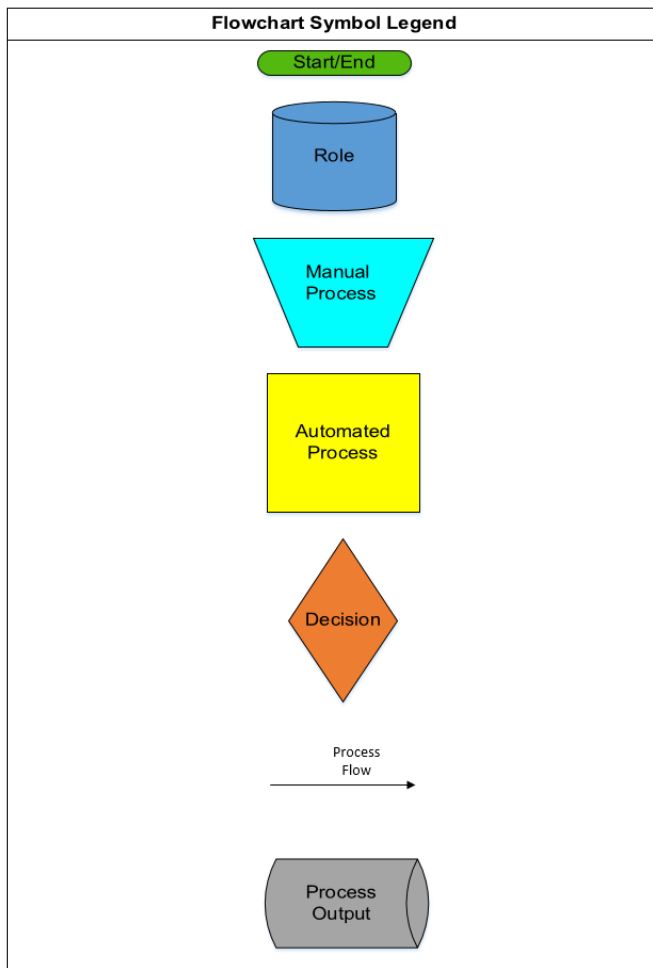 Flowchart Symbol Legend
Start/End
Role
Manual
Process
Automated
Process
Decision
Process
Flow
Process
Output